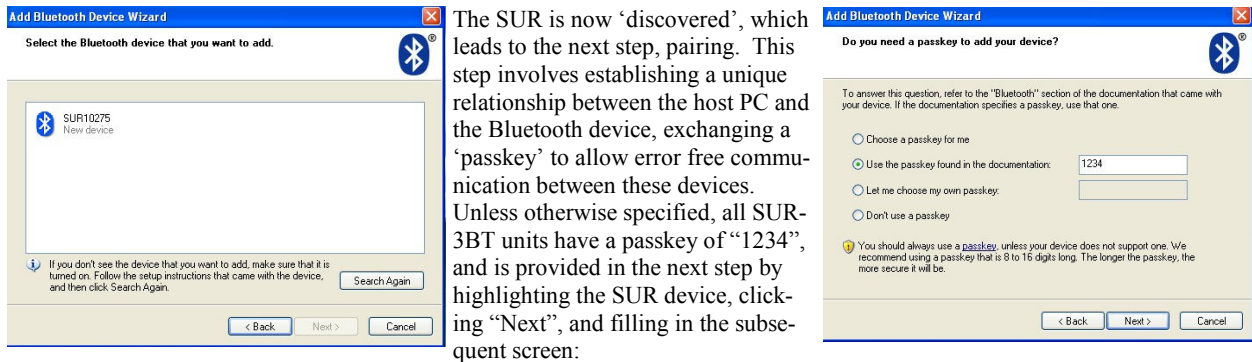 Add Bluetooth Device Wizard
Select the Bluetooth device that you want to add.
®
SUR10275
New device
If you don't see the device that you want to add, make sure that it is
turned on. Follow the setup instructions that came with the device,
and then click Search Again.
Search Again
< Back
Next >
Cancel
The SUR is now ‘discovered’, which
leads to the next step, pairing. This
step involves establishing a unique
relationship between the host PC and
the Bluetooth device, exchanging a
‘passkey’ to allow error free commu-
nication between these devices.
Unless otherwise specified, all SUR-
3BT units have a passkey of “1234”,
and is provided in the next step by
highlighting the SUR device, click-
ing “Next”, and filling in the subse-
quent screen:
Add Bluetooth Device Wizard
Do you need a passkey to add your device?
®
To answer this question, refer to the "Bluetooth" section of the documentation that came with
your device. If the documentation specifies a passkey, use that one.
Choose a passkey for me
Use the passkey found in the documentation: 1234
Let me choose my own passkey:
Don't use a passkey
You should always use a passkey, unless your device does not support one. We
recommend using a passkey that is 8 to 16 digits long. The longer the passkey, the
more secure it will be.
< Back
Next >
Cancel